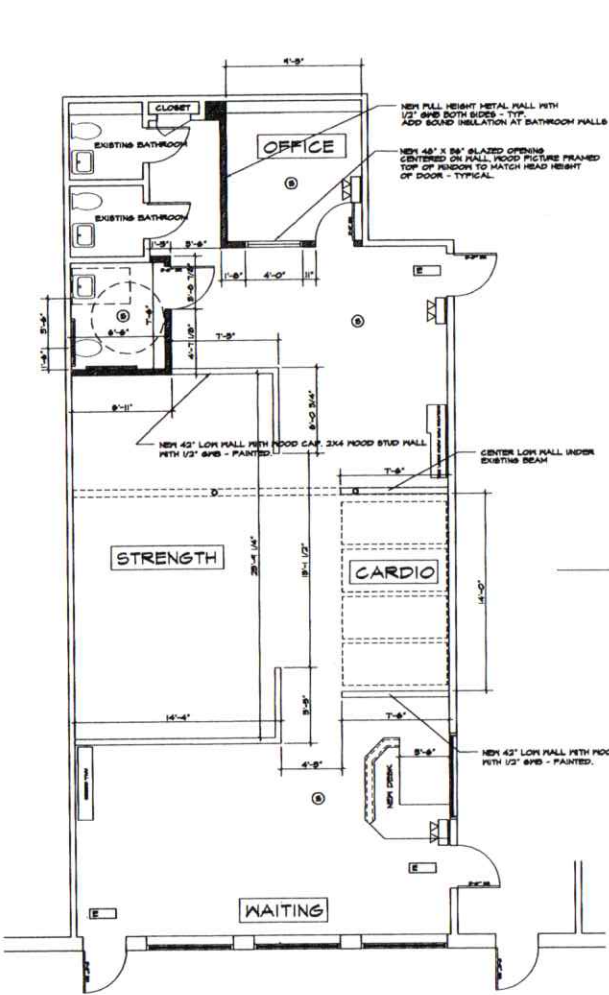 9'-5"
CLOSET
NEW FULL HEIGHT METAL WALL WITH
1/2" GWB BOTH SIDES - TYP.
ADD SOUND INSULATION AT BATHROOM WALLS
EXISTING BATHROOM
OFFICE
NEW 48" X 36" GLAZED OPENING
CENTERED ON WALL, WOOD PICTURE FRAMED
TOP OF WINDOW TO MATCH HEAD HEIGHT
OF DOOR - TYPICAL.
EXISTING BATHROOM
4'-0"
11"
7'-5"
6'-11"
NEW 42" LOW WALL WITH WOOD CAP. 2X4 WOOD STUD WALL
WITH 1/2" GWB - PAINTED.
CENTER LOW WALL UNDER
EXISTING BEAM
7'-6"
STRENGTH
CARDIO
14'-0"
14'-4"
7'-6"
4'-5"
NEW DESK
NEW 42" LOW WALL WITH WOO
WITH 1/2" GWB - PAINTED.
WAITING